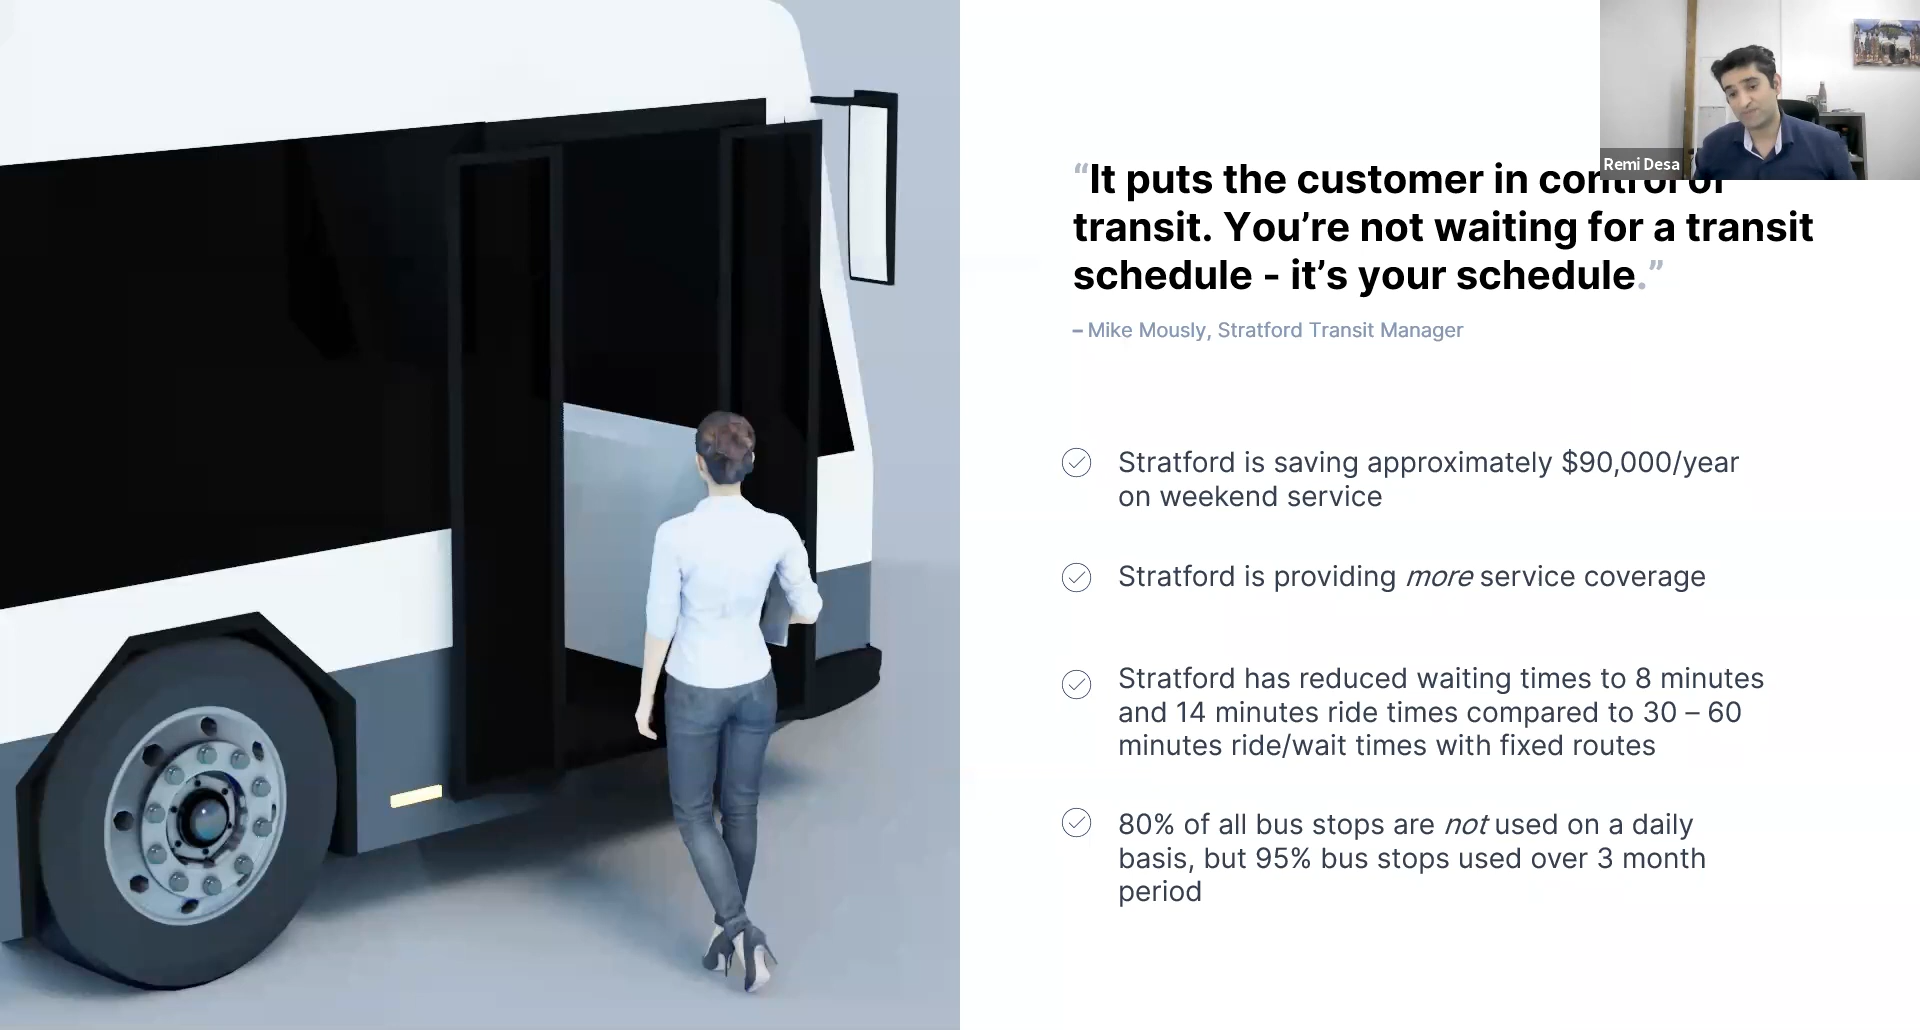 Remi Desa
“It puts the customer in control of
transit. You’re not waiting for a transit
schedule - it’s your schedule.”
– Mike Mously, Stratford Transit Manager
Stratford is saving approximately $90,000/year
on weekend service
Stratford is providing more service coverage
Stratford has reduced waiting times to 8 minutes
and 14 minutes ride times compared to 30 – 60
minutes ride/wait times with fixed routes
80% of all bus stops are not used on a daily
basis, but 95% bus stops used over 3 month
period